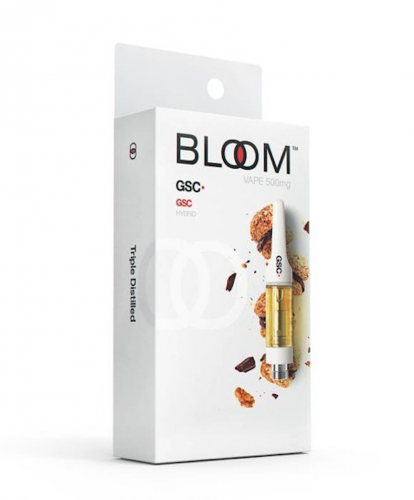 BLOOM™
VAPE 500mg
GSC•
GSC
HYBRID
GSC•
Triple Distilled